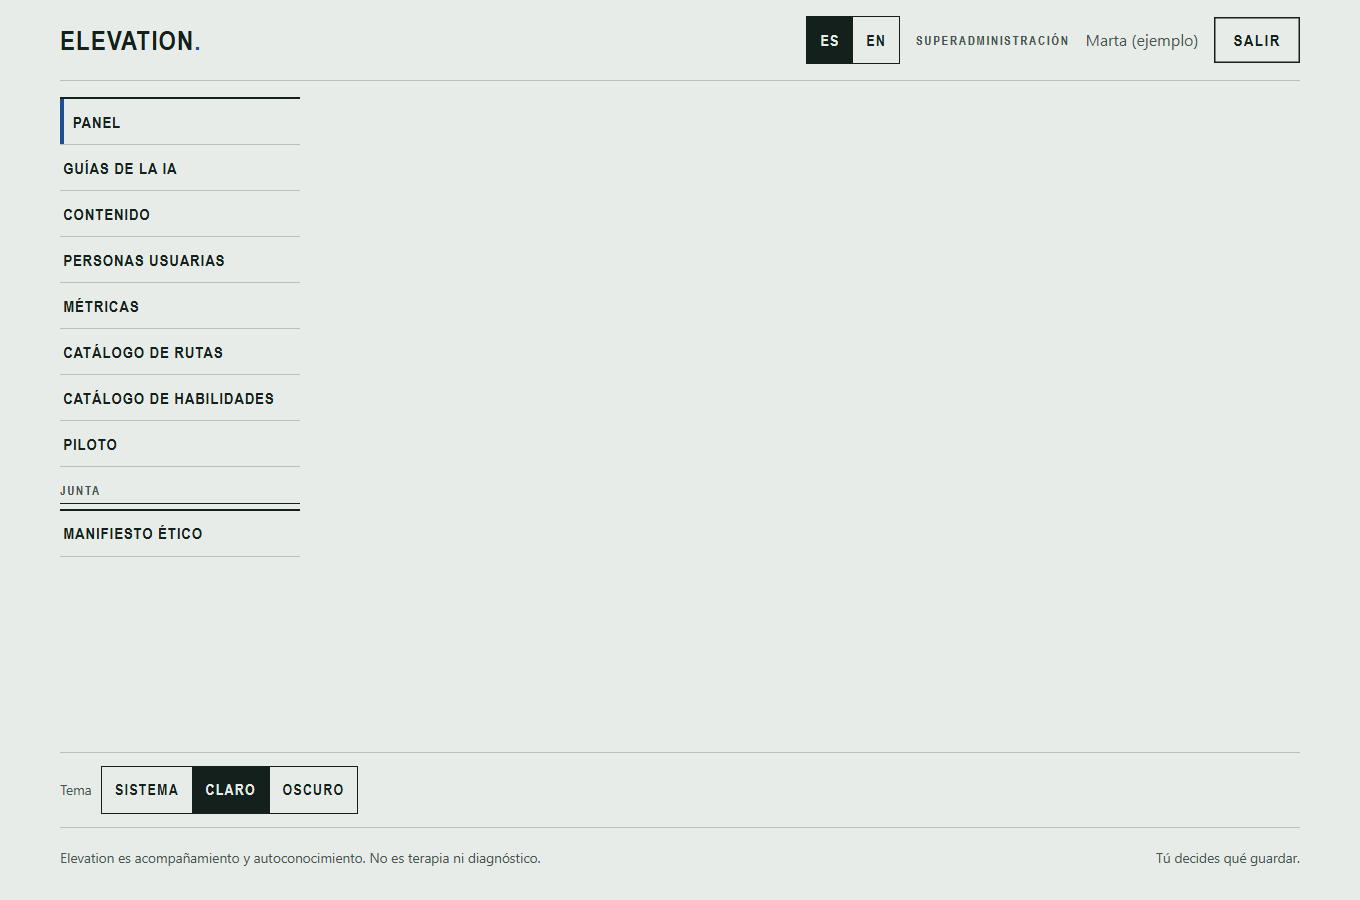 ELEVATION.
ES EN SUPERADMINISTRACIÓN Marta (ejemplo) SALIR
PANEL
GUÍAS DE LA IA
CONTENIDO
PERSONAS USUARIAS
MÉTRICAS
CATÁLOGO DE RUTAS
CATÁLOGO DE HABILIDADES
PILOTO
JUNTA
MANIFIESTO ÉTICO
Tema SISTEMA CLARO OSCURO
Elevation es acompañamiento y autoconocimiento. No es terapia ni diagnóstico.
Tú decides qué guardar.